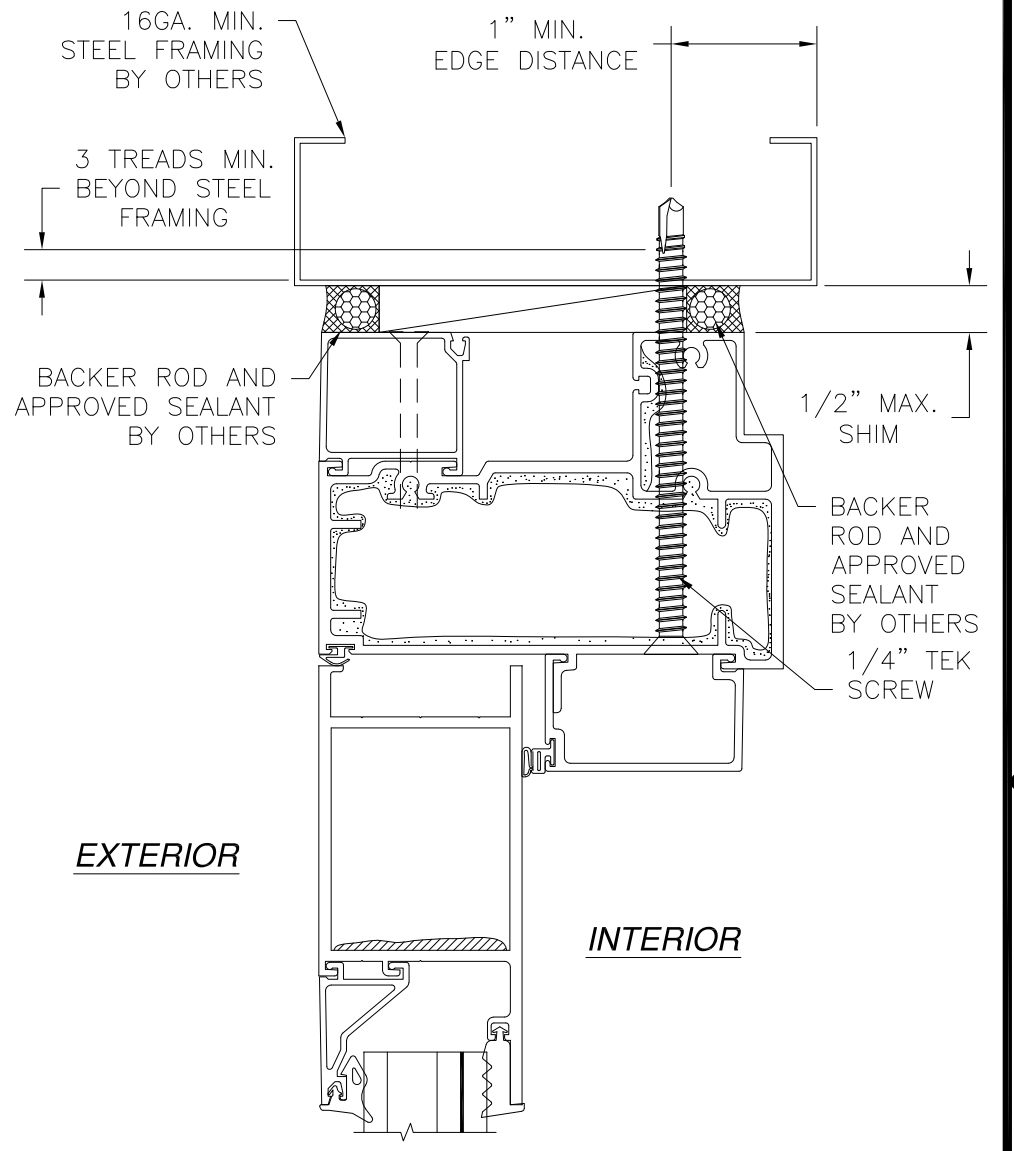 16GA. MIN.
STEEL FRAMING
BY OTHERS
1" MIN.
EDGE DISTANCE
3 TREADS MIN.
BEYOND STEEL
FRAMING
BACKER ROD AND
APPROVED SEALANT
BY OTHERS
1/2" MAX.
SHIM
BACKER
ROD AND
APPROVED
SEALANT
BY OTHERS
1/4" TEK
SCREW
EXTERIOR
INTERIOR